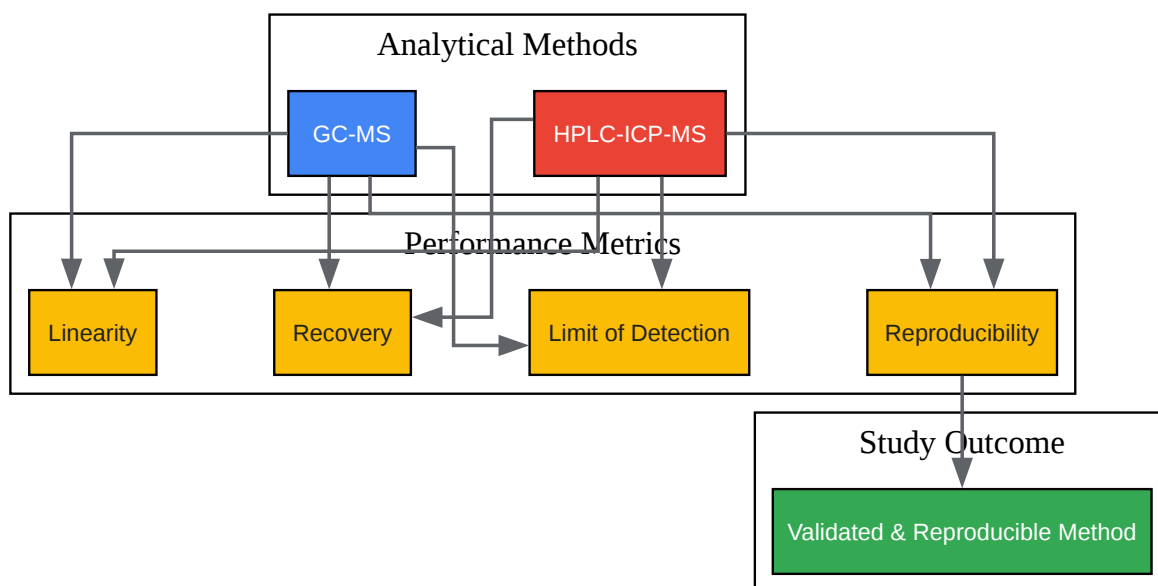 Analytical Methods
GC-MS
HPLC-ICP-MS
Performance Metrics
Linearity
Recovery
Limit of Detection
Reproducibility
Study Outcome
Validated & Reproducible Method